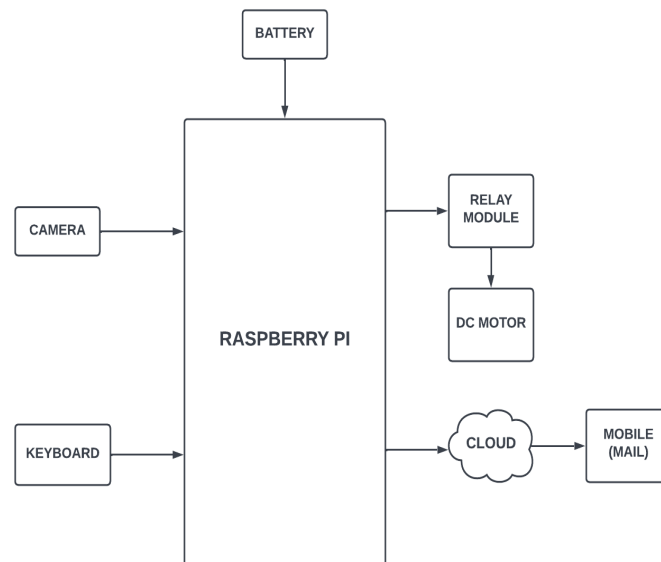 BATTERY
RELAY
MODULE
CAMERA
DC MOTOR
RASPBERRY PI
KEYBOARD
CLOUD
MOBILE
(MAIL)